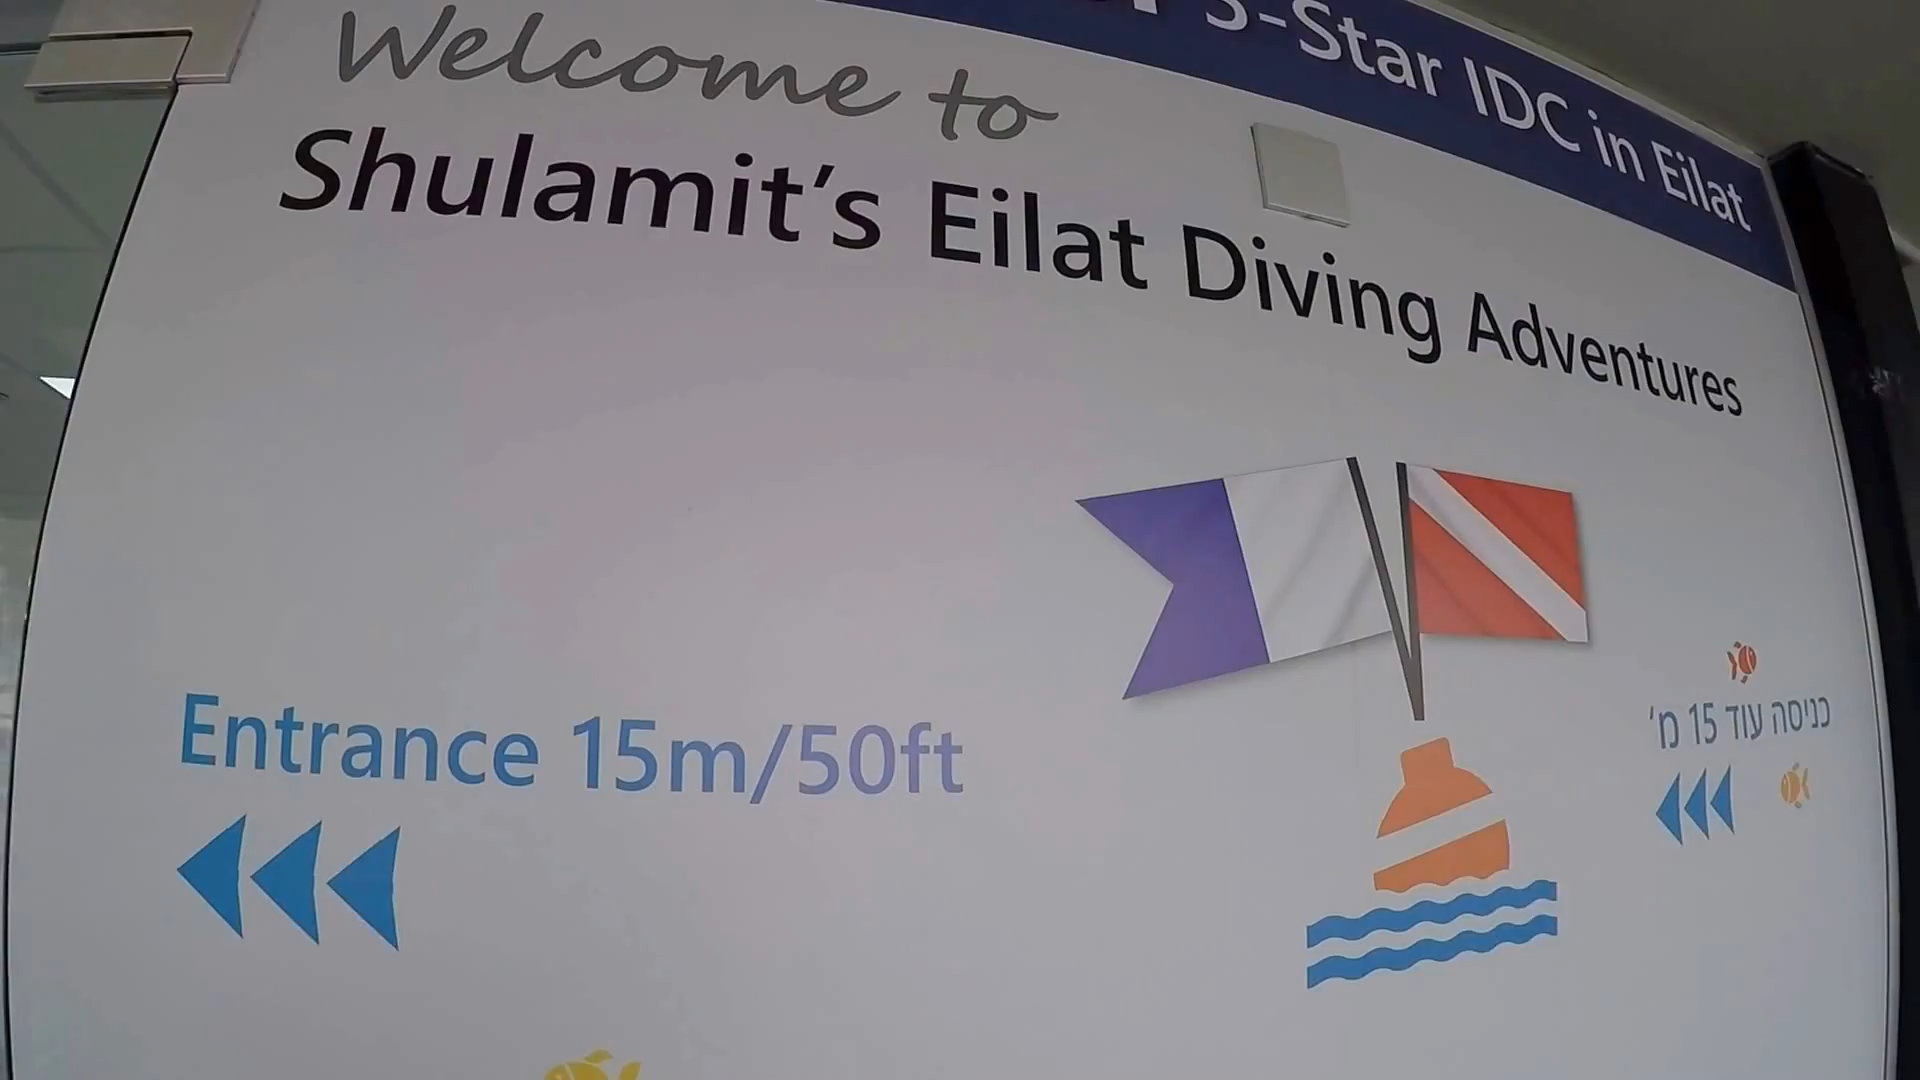 5-Star IDC in Eilat
Welcome to
Shulamit's Eilat Diving Adventures
Entrance 15m/50ft
כניסה עוד 15 מ'